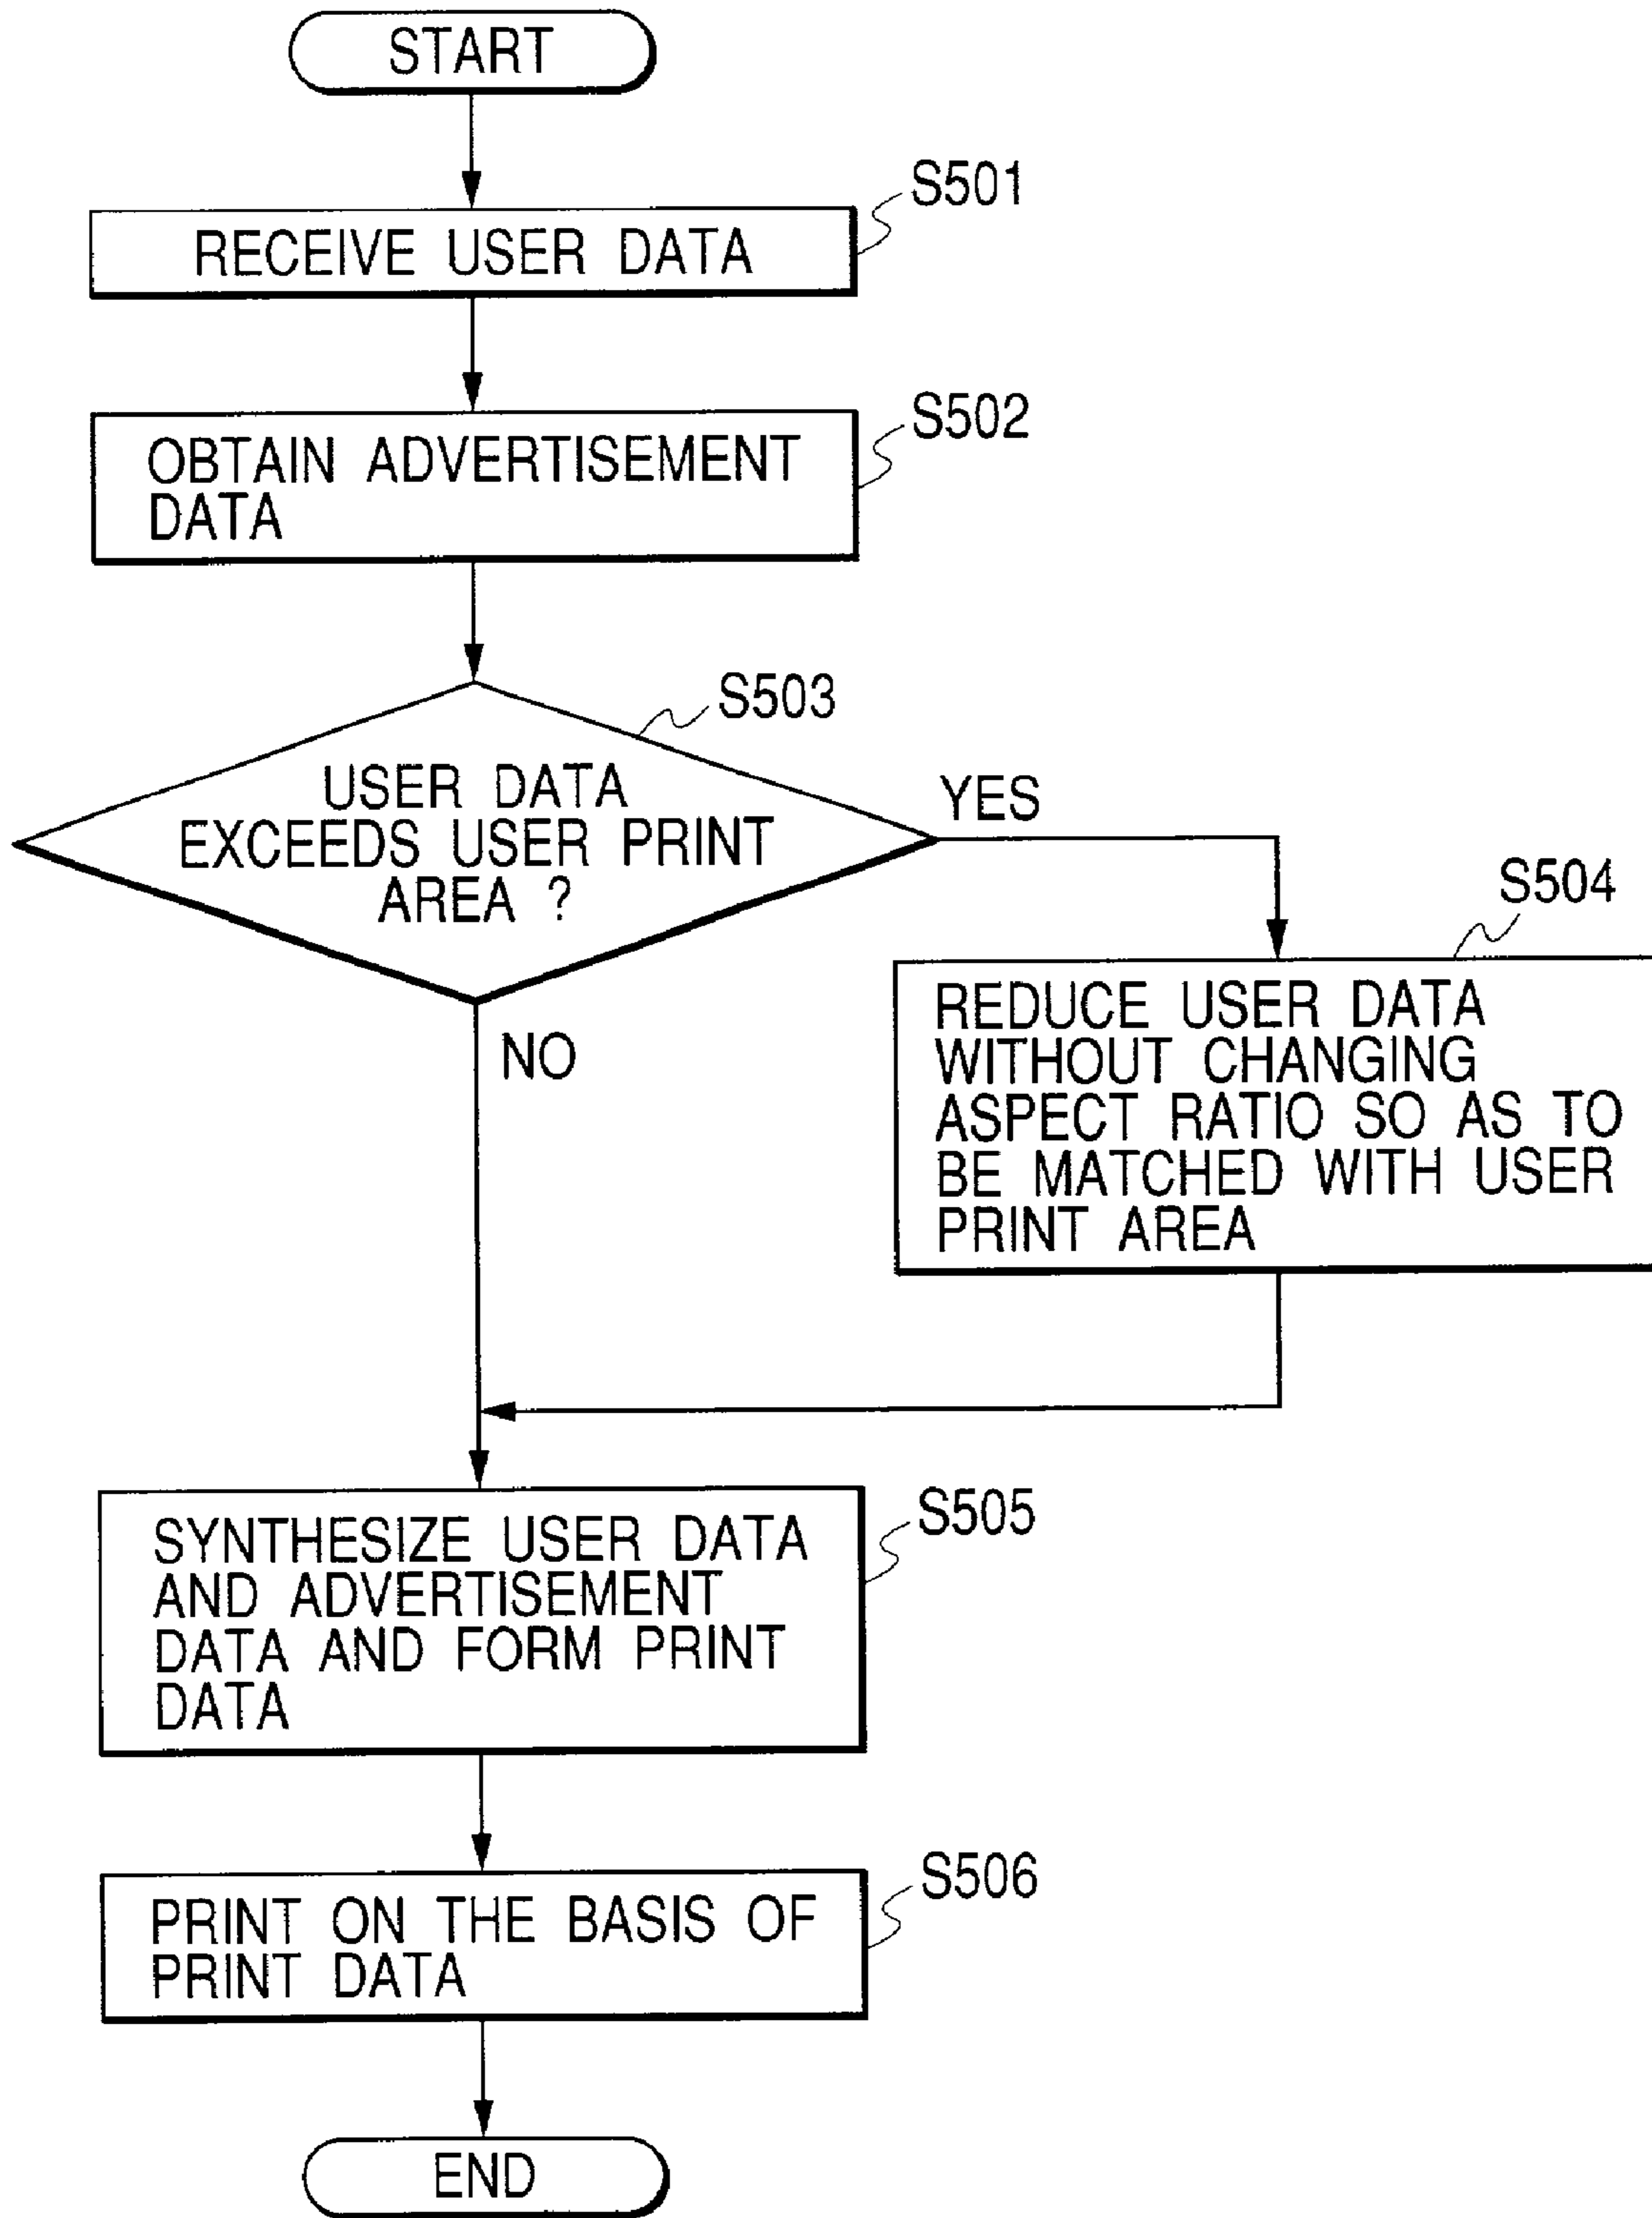 START
S501
RECEIVE USER DATA
S502
OBTAIN ADVERTISEMENT
DATA
S503
USER DATA
EXCEEDS USER PRINT
AREA ?
YES
NO
S504
REDUCE USER DATA
WITHOUT CHANGING
ASPECT RATIO SO AS TO
BE MATCHED WITH USER
PRINT AREA
S505
SYNTHESIZE USER DATA
AND ADVERTISEMENT
DATA AND FORM PRINT
DATA
S506
PRINT ON THE BASIS OF
PRINT DATA
END